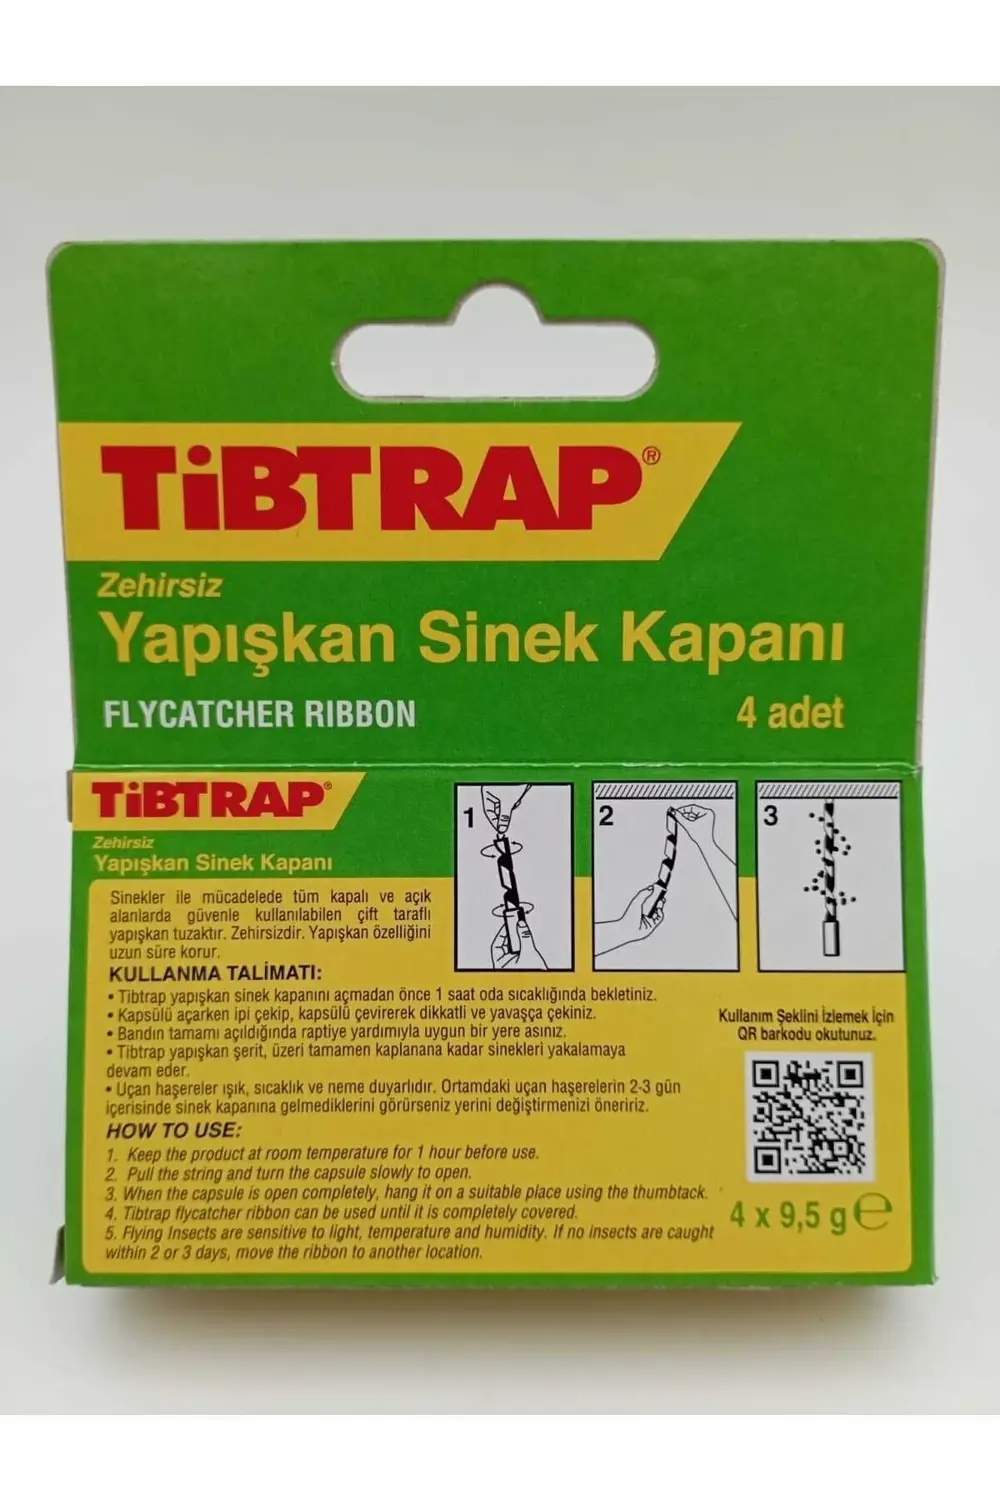 TiBTRAP®
Zehirsiz
Yapışkan Sinek Kapanı
FLYCATCHER RIBBON
4 adet
TiBTRAP®
Zehirsiz
Yapışkan Sinek Kapanı
Sinekler ile mücadelede tüm kapalı ve açık
alanlarda güvenle kullanılabilen çift taraflı
yapışkan tuzaktır. Zehirsizdir. Yapışkan özelliğini
uzun süre korur.
1
2
3
KULLANMA TALİMATI:
• Tibtrap yapışkan sinek kapanını açmadan önce 1 saat oda sıcaklığında bekletiniz.
• Kapsülü açarken ipi çekip, kapsülü çevirerek dikkatli ve yavaşça çekiniz.
• Bandın tamamı açıldığında raptiye yardımıyla uygun bir yere asınız.
• Tibtrap yapışkan şerit, üzeri tamamen kaplanana kadar sinekleri yakalamaya
devam eder.
• Uçan haşereler ışık, sıcaklık ve neme duyarlıdır. Ortamdaki uçan haşerelerin 2-3 gün
içerisinde sinek kapanına gelmediklerini görürseniz yerini değiştirmenizi öneririz.
HOW TO USE:
1. Keep the product at room temperature for 1 hour before use.
2. Pull the string and turn the capsule slowly to open.
3. When the capsule is open completely, hang it on a suitable place using the thumbtack.
4. Tibtrap flycatcher ribbon can be used until it is completely covered.
5. Flying Insects are sensitive to light, temperature and humidity. If no insects are caught
within 2 or 3 days, move the ribbon to another location.
Kullanım Şeklini İzlemek İçin
QR barkodu okutunuz.
4 x 9,5 g ℮